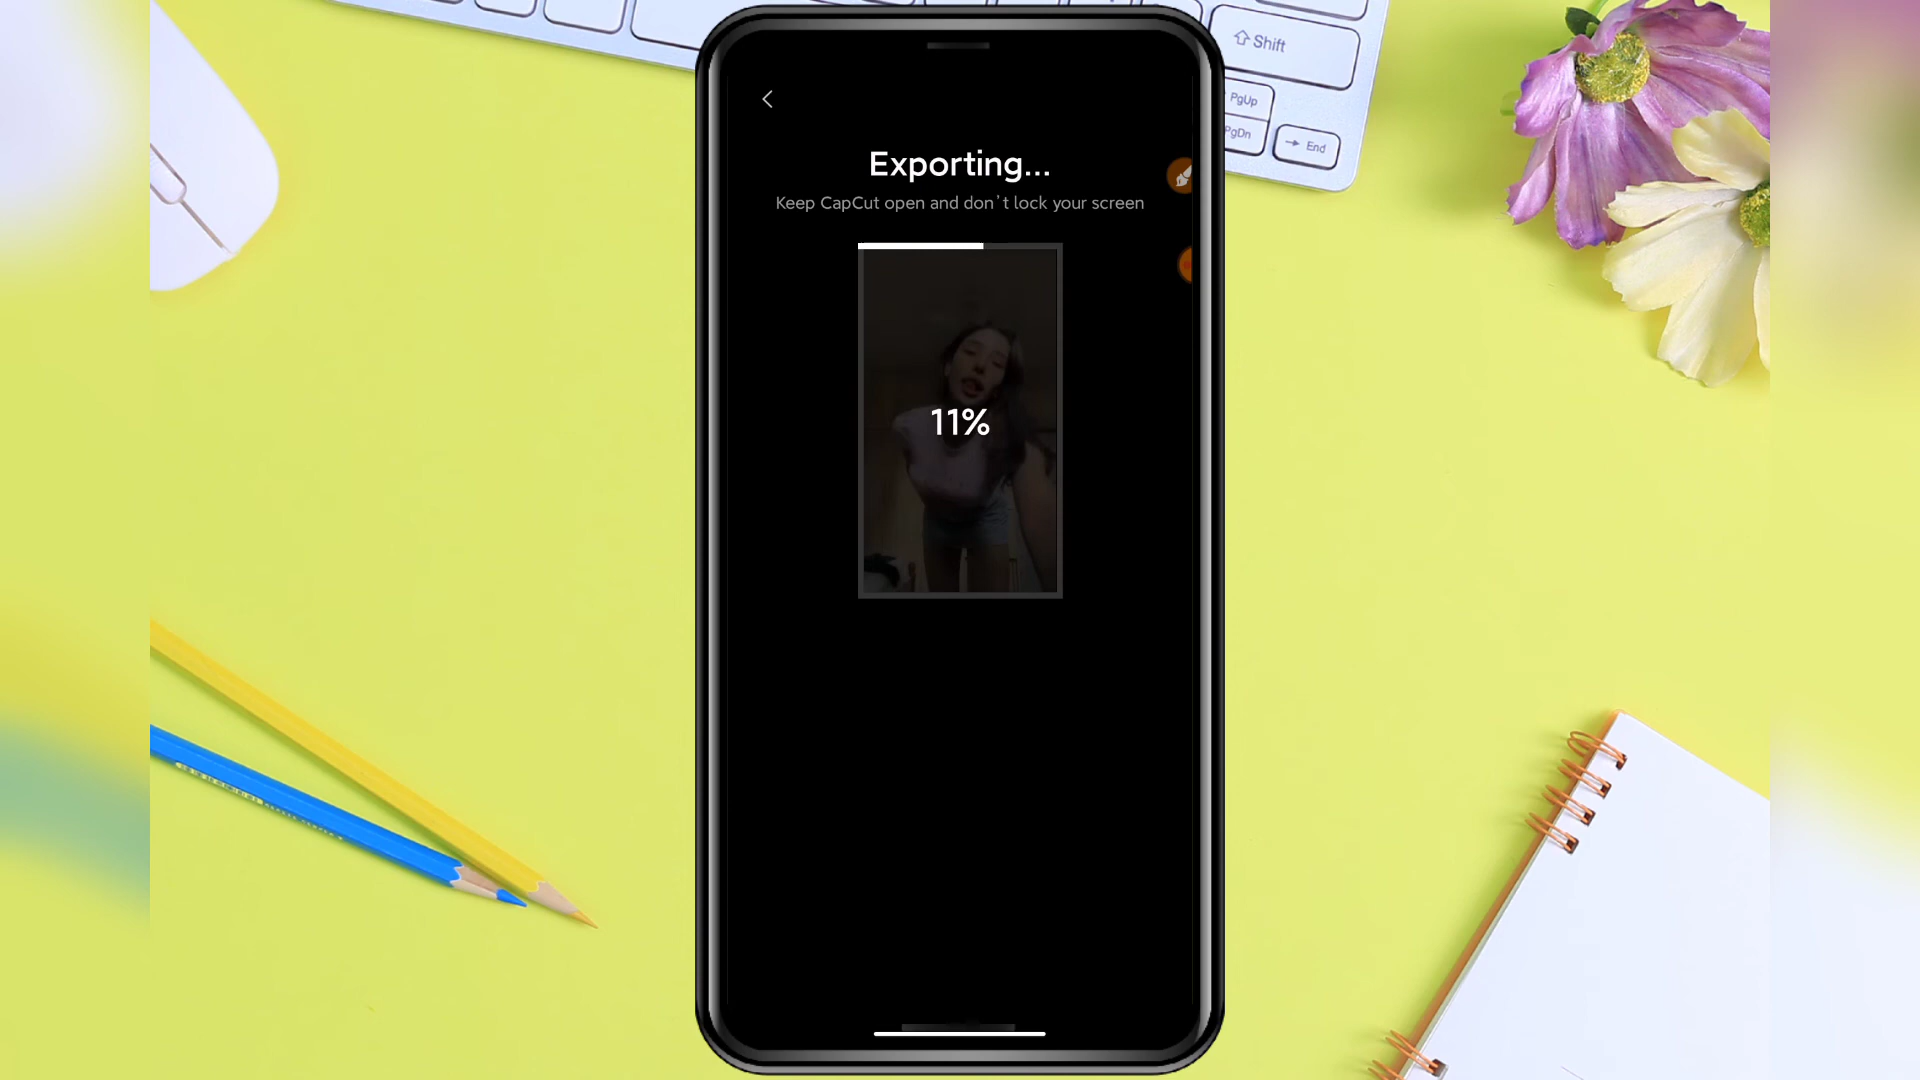 Shift
PgUp
PgDn
End
Exporting...
Keep CapCut open and don't lock your screen
11%